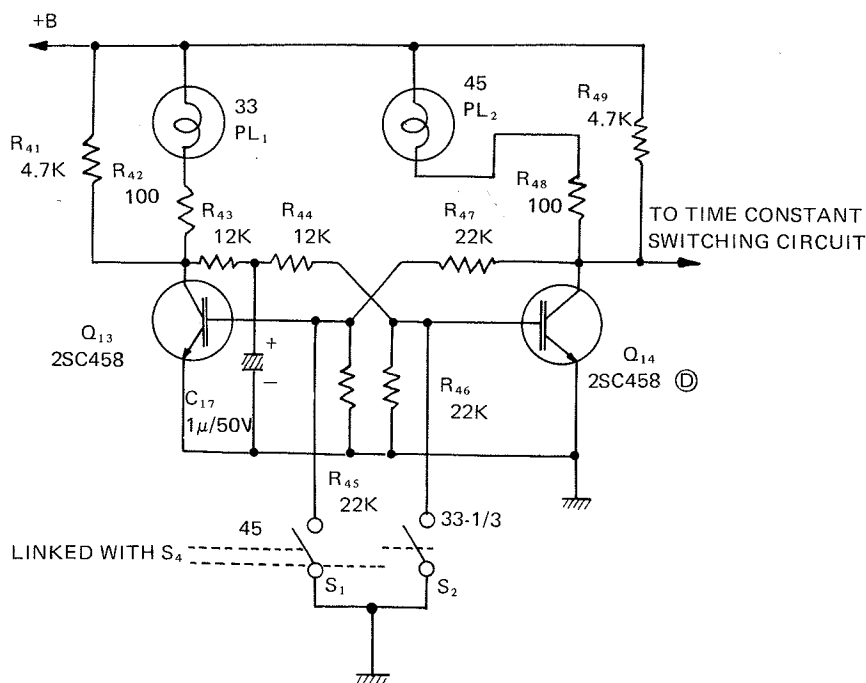 +B
33
PL₁
45
PL₂
R₄₉
4.7K
R₄₁
4.7K
R₄₂
100
R₄₃
12K
R₄₄
12K
R₄₇
22K
R₄₈
100
TO TIME CONSTANT
SWITCHING CIRCUIT
Q₁₃
2SC458
+
−
C₁₇
1μ/50V
R₄₆
22K
Q₁₄
2SC458 Ⓓ
R₄₅
22K
45
33-1/3
LINKED WITH S₄
S₁
S₂